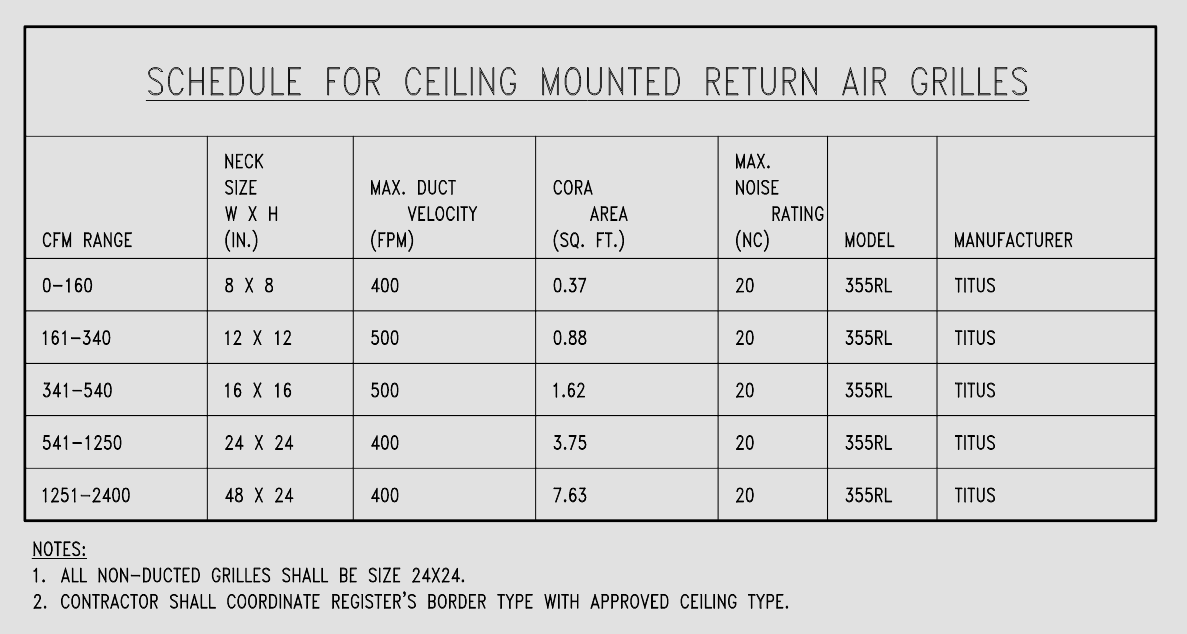 SCHEDULE FOR CEILING MOUNTED RETURN AIR GRILLES
CFM RANGE
NECK
SIZE
W X H
(IN.)
MAX. DUCT
VELOCITY
(FPM)
CORA
AREA
(SQ. FT.)
MAX.
NOISE
RATING
(NC)
MODEL
MANUFACTURER
0-160 8 X 8 400 0.37 20 355RL TITUS
161-340 12 X 12 500 0.88 20 355RL TITUS
341-540 16 X 16 500 1.62 20 355RL TITUS
541-1250 24 X 24 400 3.75 20 355RL TITUS
1251-2400 48 X 24 400 7.63 20 355RL TITUS
NOTES:
1. ALL NON-DUCTED GRILLES SHALL BE SIZE 24X24.
2. CONTRACTOR SHALL COORDINATE REGISTER'S BORDER TYPE WITH APPROVED CEILING TYPE.